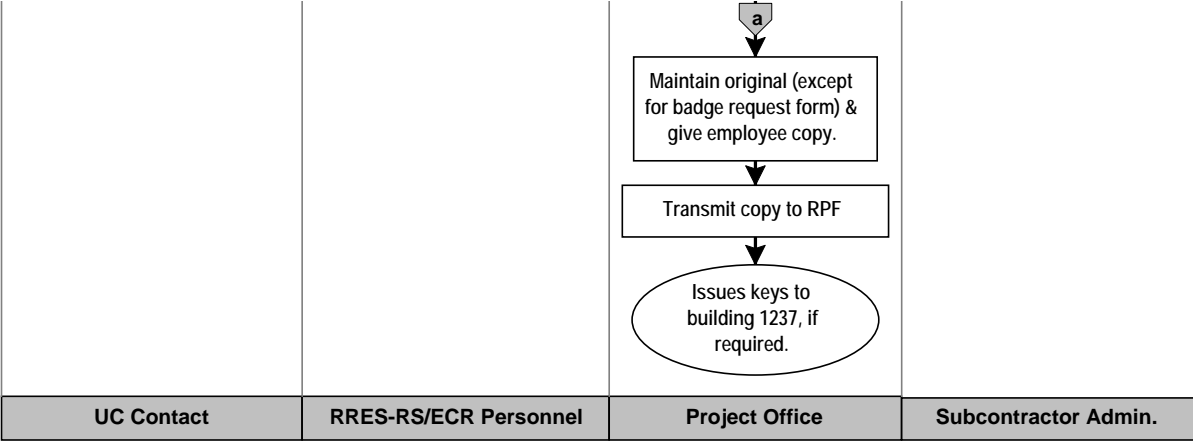 a
Maintain original (except
for badge request form) &
give employee copy.
Transmit copy to RPF
Issues keys to
building 1237, if
required.
UC Contact
RRES-RS/ECR Personnel
Project Office
Subcontractor Admin.